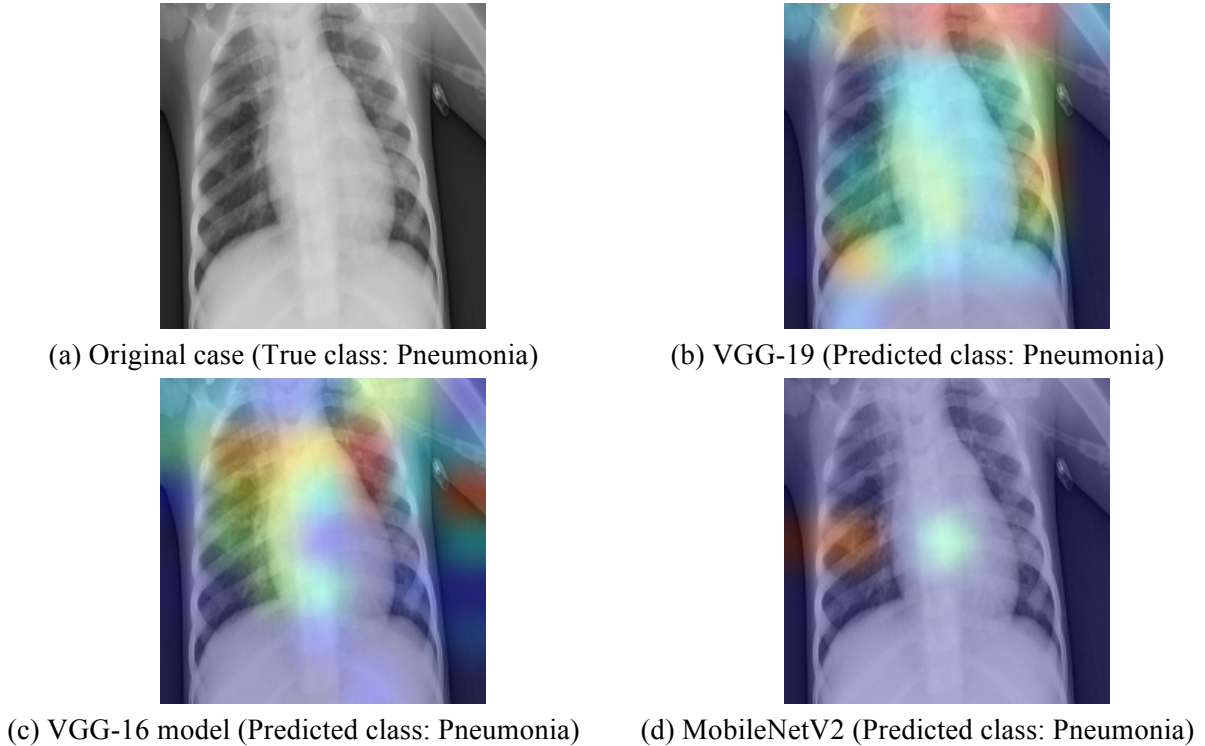 (a) Original case (True class: Pneumonia)
(b) VGG-19 (Predicted class: Pneumonia)
(c) VGG-16 model (Predicted class: Pneumonia)
(d) MobileNetV2 (Predicted class: Pneumonia)